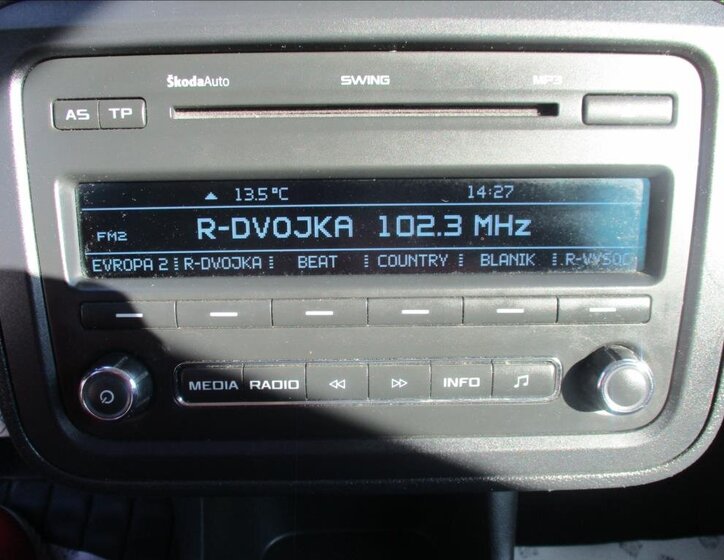 ŠkodaAuto SWING MP3
AS TP
13.5°C 14:27
FM2 R-DVOJKA 102.3 MHz
EVROPA 2 R-DVOJKA BEAT COUNTRY BLANIK .R-VYSOC
MEDIA RADIO INFO